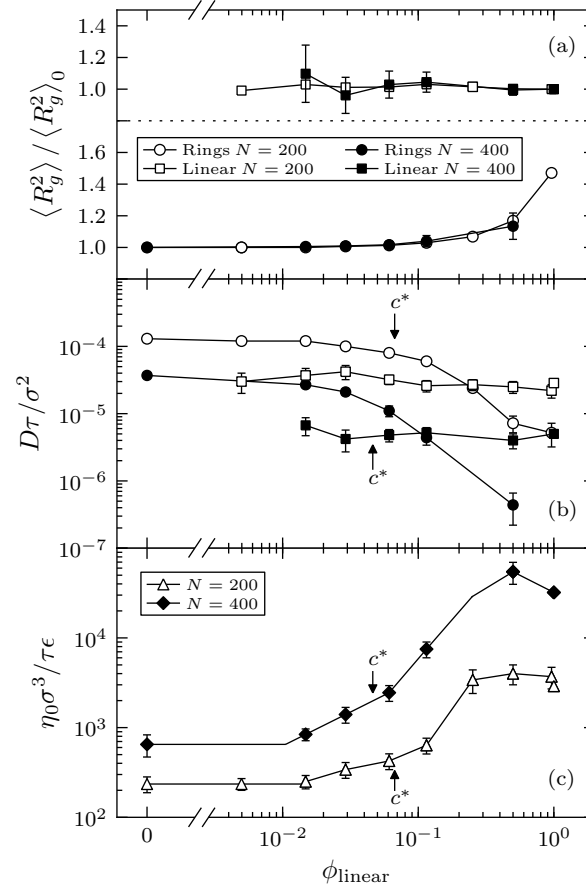 1.4
1.2
1.0
(a)
⟨R_g^2⟩ / ⟨R_g^2⟩_0
Rings N = 200
Rings N = 400
Linear N = 200
Linear N = 400
1.6
1.4
1.2
1.0
c*
10^{-4}
10^{-5}
10^{-6}
10^{-7}
Dτ/σ^2
c*
(b)
N = 200
N = 400
10^4
10^3
10^2
η_0σ^3/τϵ
c*
c*
(c)
0
10^{-2}
10^{-1}
10^0
ϕ_linear